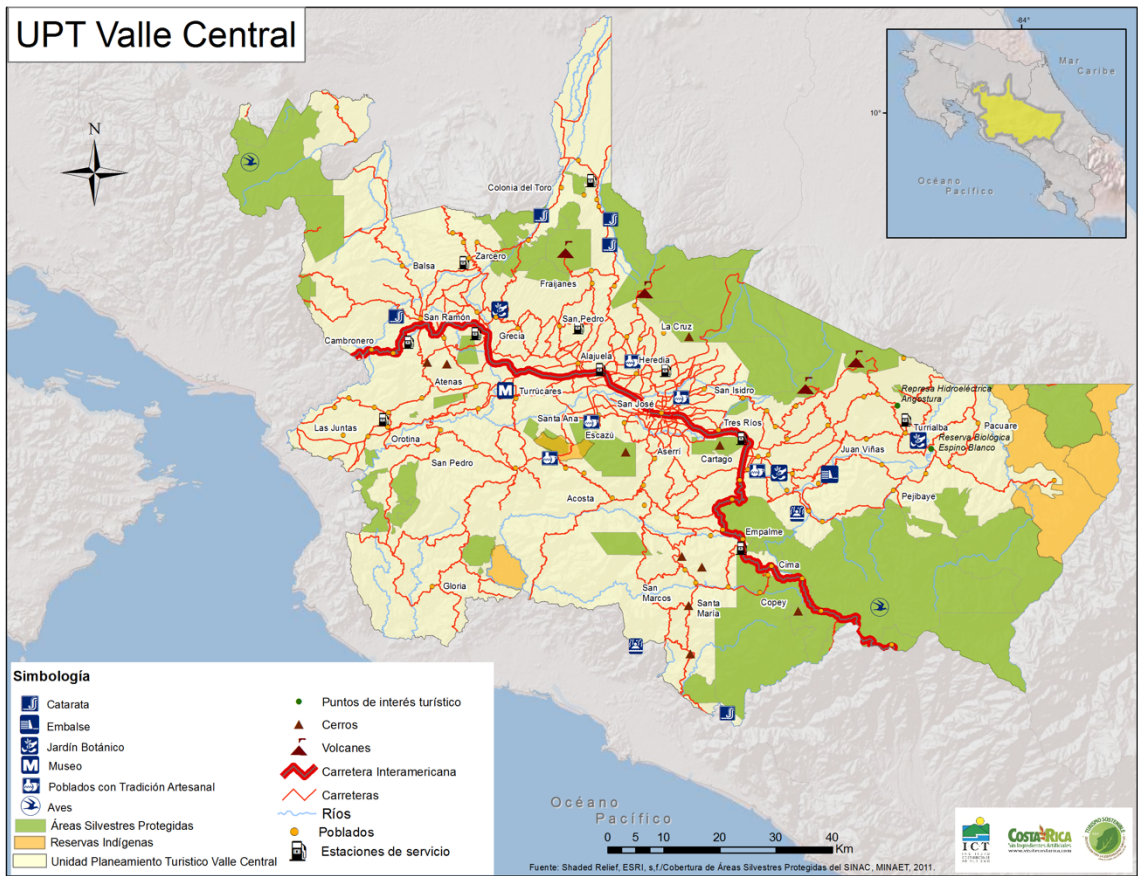 UPT Valle Central
-84°
Mar
Caribe
10°
Océano
Pacífico
N
Colonia del Toro
Zarcero
Balsa
Fraijanes
San Ramón
San Pedro
La Cruz
Cambronero
Grecia
Alajuela
Heredia
Atenas
Turrúcares
San José
San Isidro
Represa Hidroeléctrica
Angostura
Las Juntas
Santa Ana
Tres Ríos
Turrialba
Pacuare
Orotina
Escazú
Reserva Biológica
Espino Blanco
San Pedro
Aserrí
Cartago
Juan Viñas
Acosta
Pejibaye
Empalme
Cima
Gloria
San
Marcos
Santa
María
Copey
Simbología
Catarata
Embalse
Jardín Botánico
M
Museo
Poblados con Tradición Artesanal
Aves
Áreas Silvestres Protegidas
Reservas Indígenas
Unidad Planeamiento Turistico Valle Central
Puntos de interés turístico
Cerros
Volcanes
Carretera Interamericana
Carreteras
Ríos
Poblados
Estaciones de servicio
M
Océano
Pacífico
0 5 10 20 30 40
Km
Fuente: Shaded Relief, ESRI, s,f./Cobertura de Áreas Silvestres Protegidas del SINAC, MINAET, 2011.
ICT
COSTA RICA
Sin Ingredientes Artificiales
TURISMO SOSTENIBLE